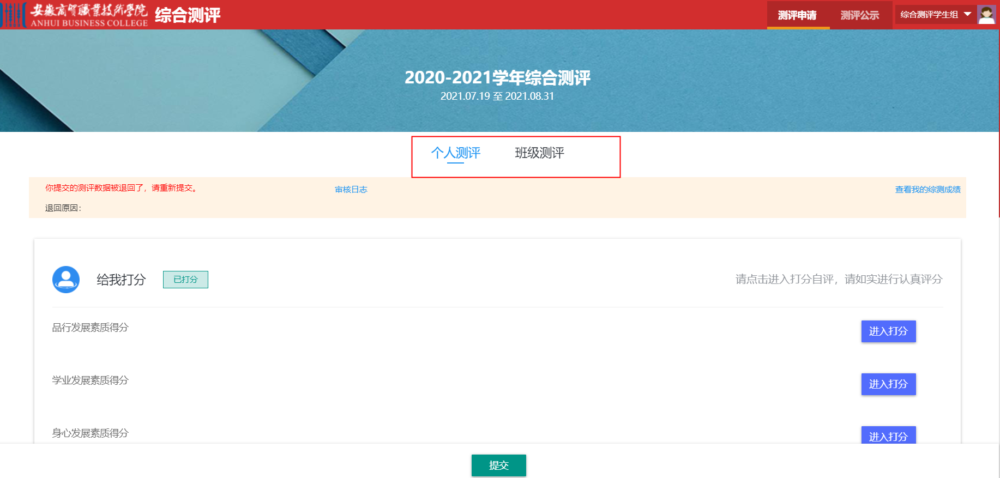 安徽商贸職業技術學院
ANHUI BUSINESS COLLEGE
综合测评
测评申请
测评公示
综合测评学生组
2020-2021学年综合测评
2021.07.19 至 2021.08.31
个人测评
班级测评
你提交的测评数据被退回了，请重新提交。
审核日志
查看我的综测成绩
退回原因：
给我打分
已打分
请点击进入打分自评，请如实进行认真评分
品行发展素质得分
进入打分
学业发展素质得分
进入打分
身心发展素质得分
进入打分
提交